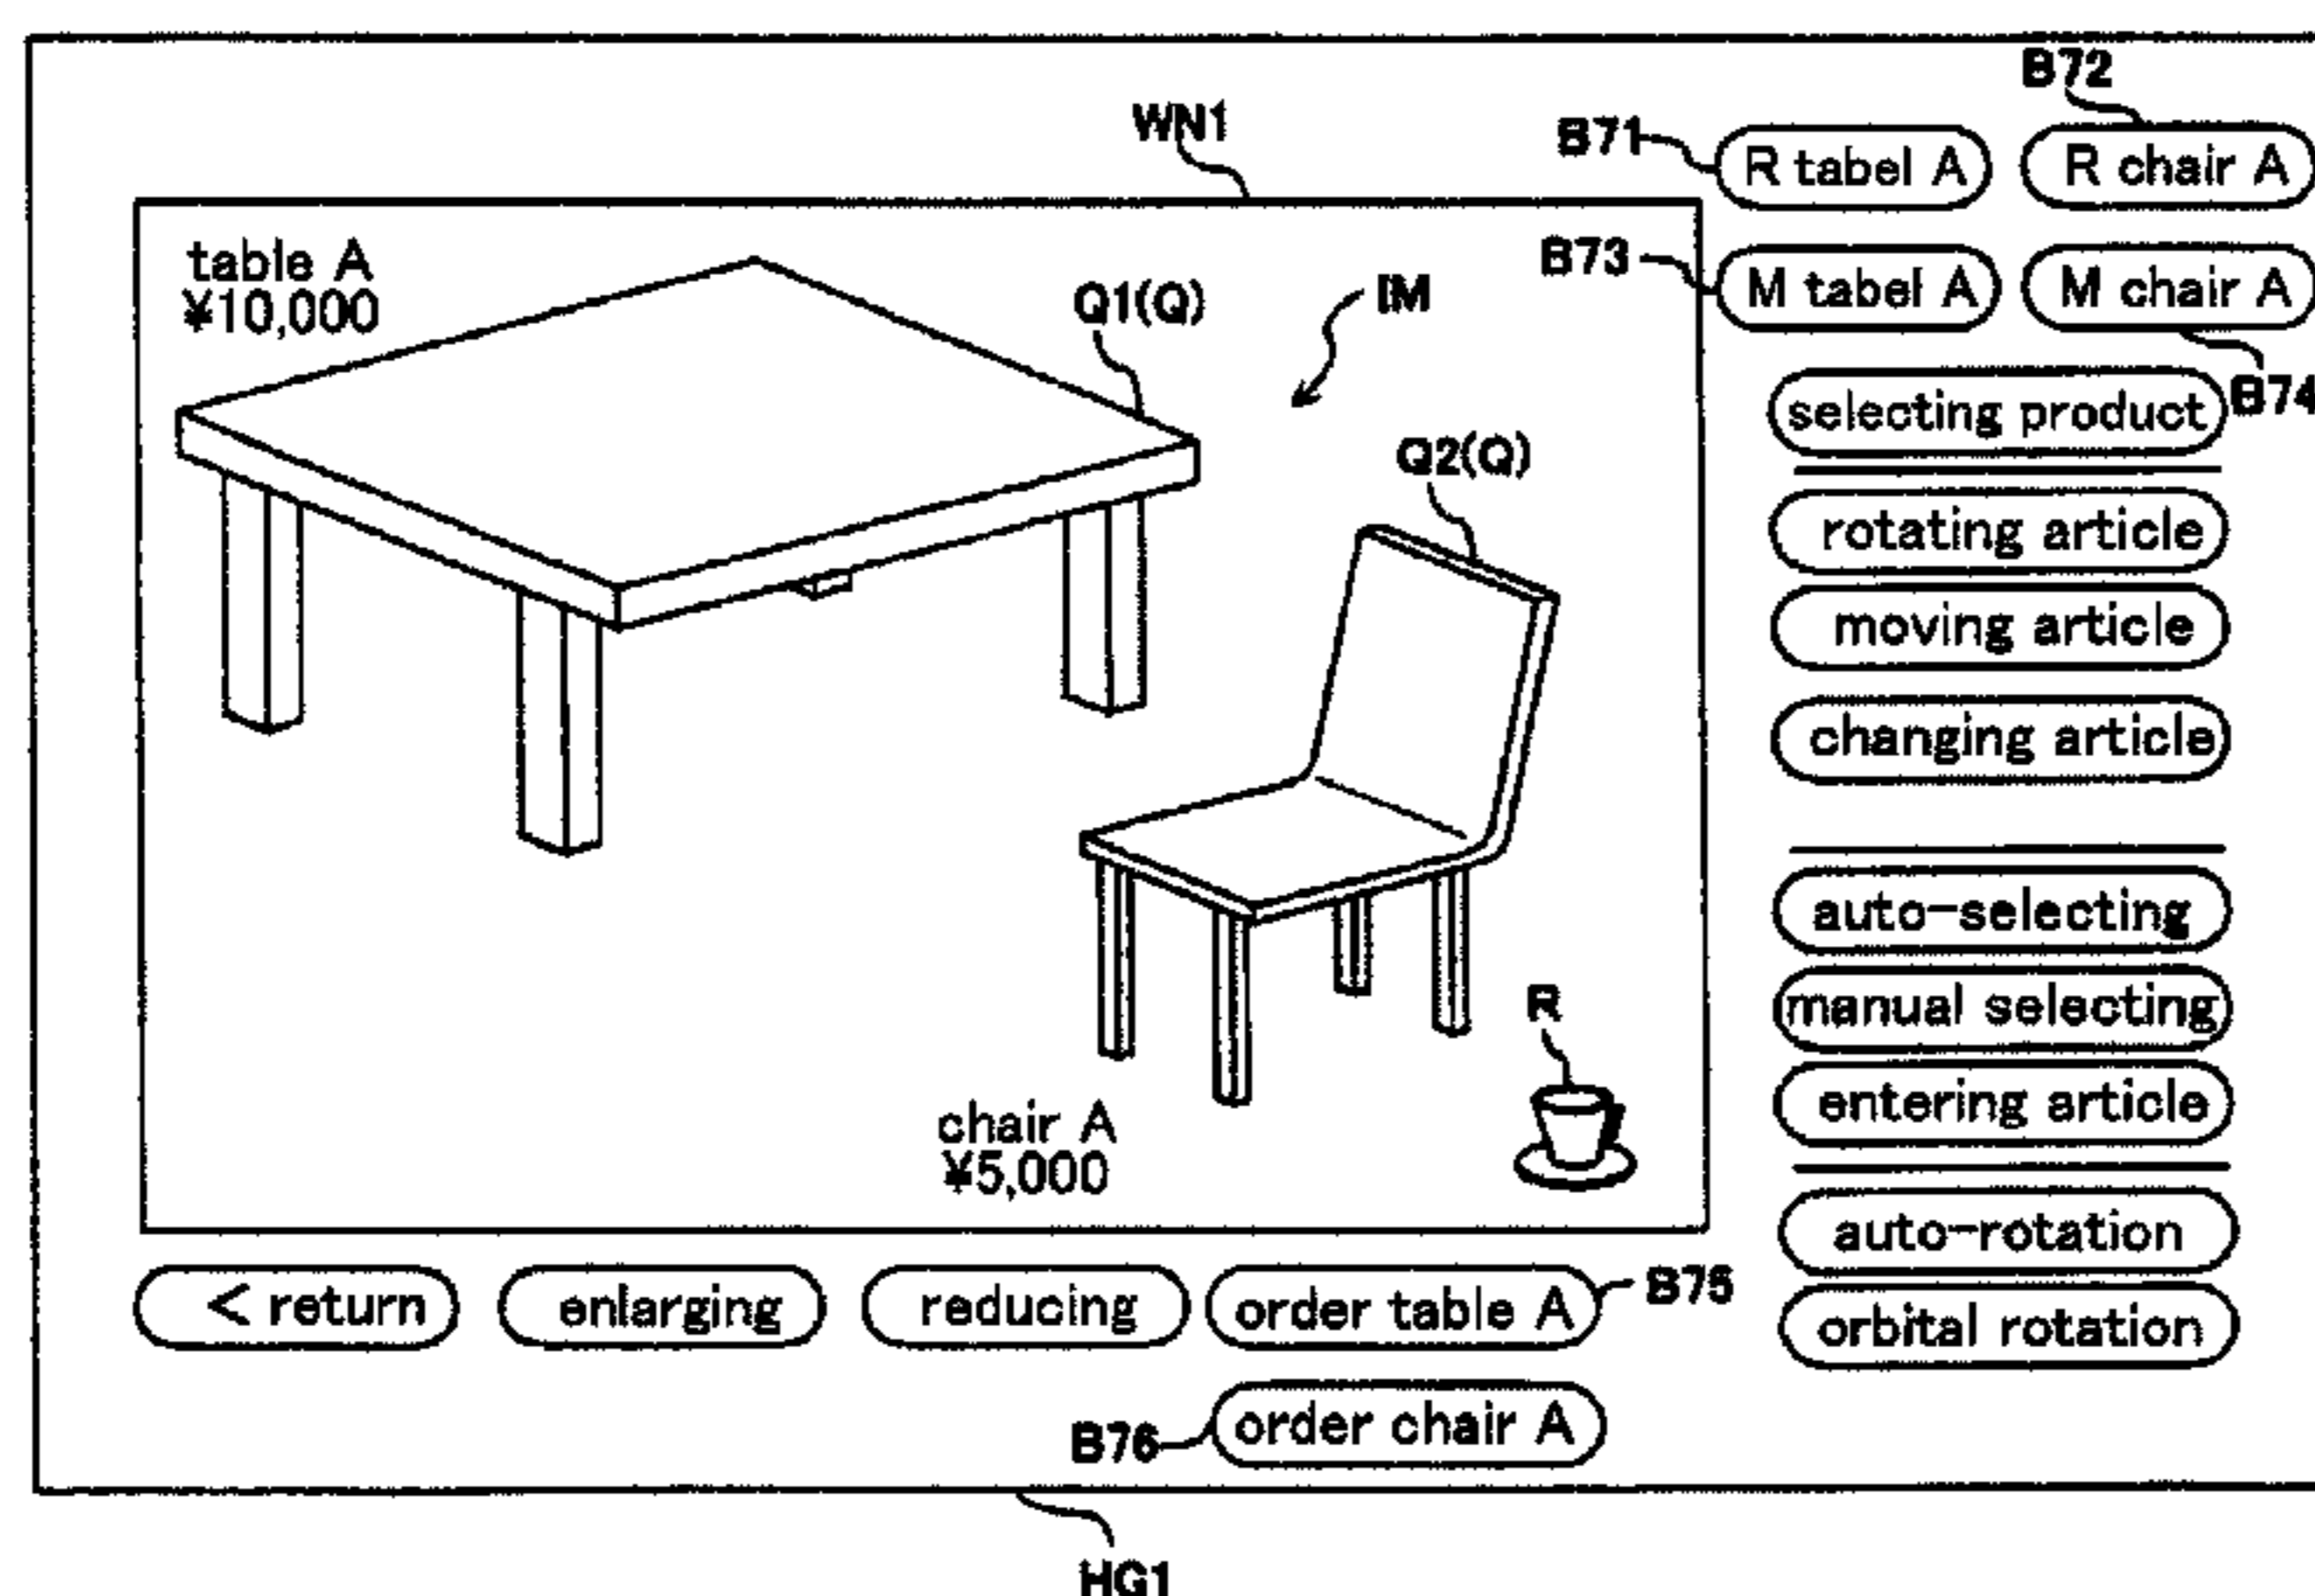 B72
WN1
B71
R tabel A
R chair A
table A
¥10,000
Q1(Q)
IM
B73
M tabel A
M chair A
B74
selecting product
Q2(Q)
rotating article
moving article
changing article
auto-selecting
manual selecting
R
entering article
chair A
¥5,000
auto-rotation
< return
enlarging
reducing
order table A
B75
orbital rotation
B76
order chair A
HG1